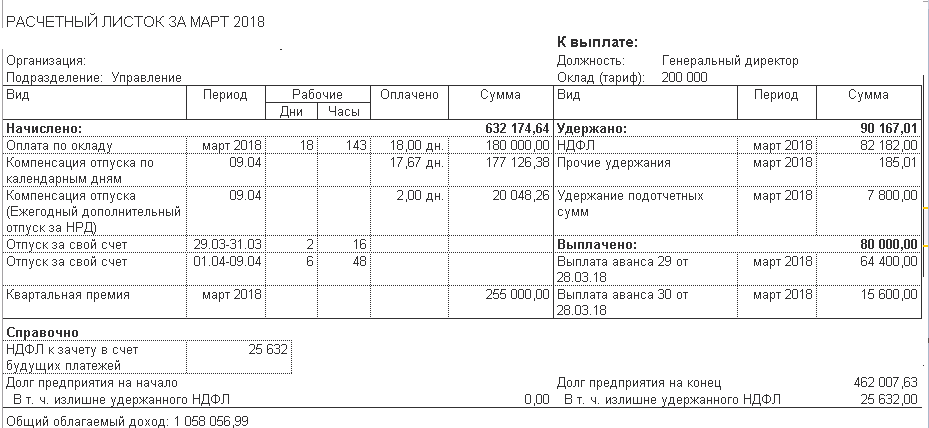 РАСЧЕТНЫЙ ЛИСТОК ЗА МАРТ 2018
К выплате:
Организация: Должность: Генеральный директор
Подразделение: Управление Оклад (тариф): 200 000
Вид Период Рабочие Оплачено Сумма Вид Период Сумма
Дни Часы
Начислено: 632 174,64 Удержано: 90 167,01
Оплата по окладу март 2018 18 143 18,00 дн. 180 000,00 НДФЛ март 2018 82 182,00
Компенсация отпуска по 09.04 17,67 дн. 177 126,38 Прочие удержания март 2018 185,01
календарным дням
Компенсация отпуска 09.04 2,00 дн. 20 048,26 Удержание подотчетных март 2018 7 800,00
(Ежегодный дополнительный сумм
отпуск за НРД)
Отпуск за свой счет 29.03-31.03 2 16 Выплачено: 80 000,00
Отпуск за свой счет 01.04-09.04 6 48 Выплата аванса 29 от март 2018 64 400,00
28.03.18
Квартальная премия март 2018 255 000,00 Выплата аванса 30 от март 2018 15 600,00
28.03.18
Справочно
НДФЛ к зачету в счет 25 632
будущих платежей
Долг предприятия на начало Долг предприятия на конец 462 007,63
В т. ч. излишне удержанного НДФЛ 0,00 В т. ч. излишне удержанного НДФЛ 25 632,00
Общий облагаемый доход: 1 058 056,99